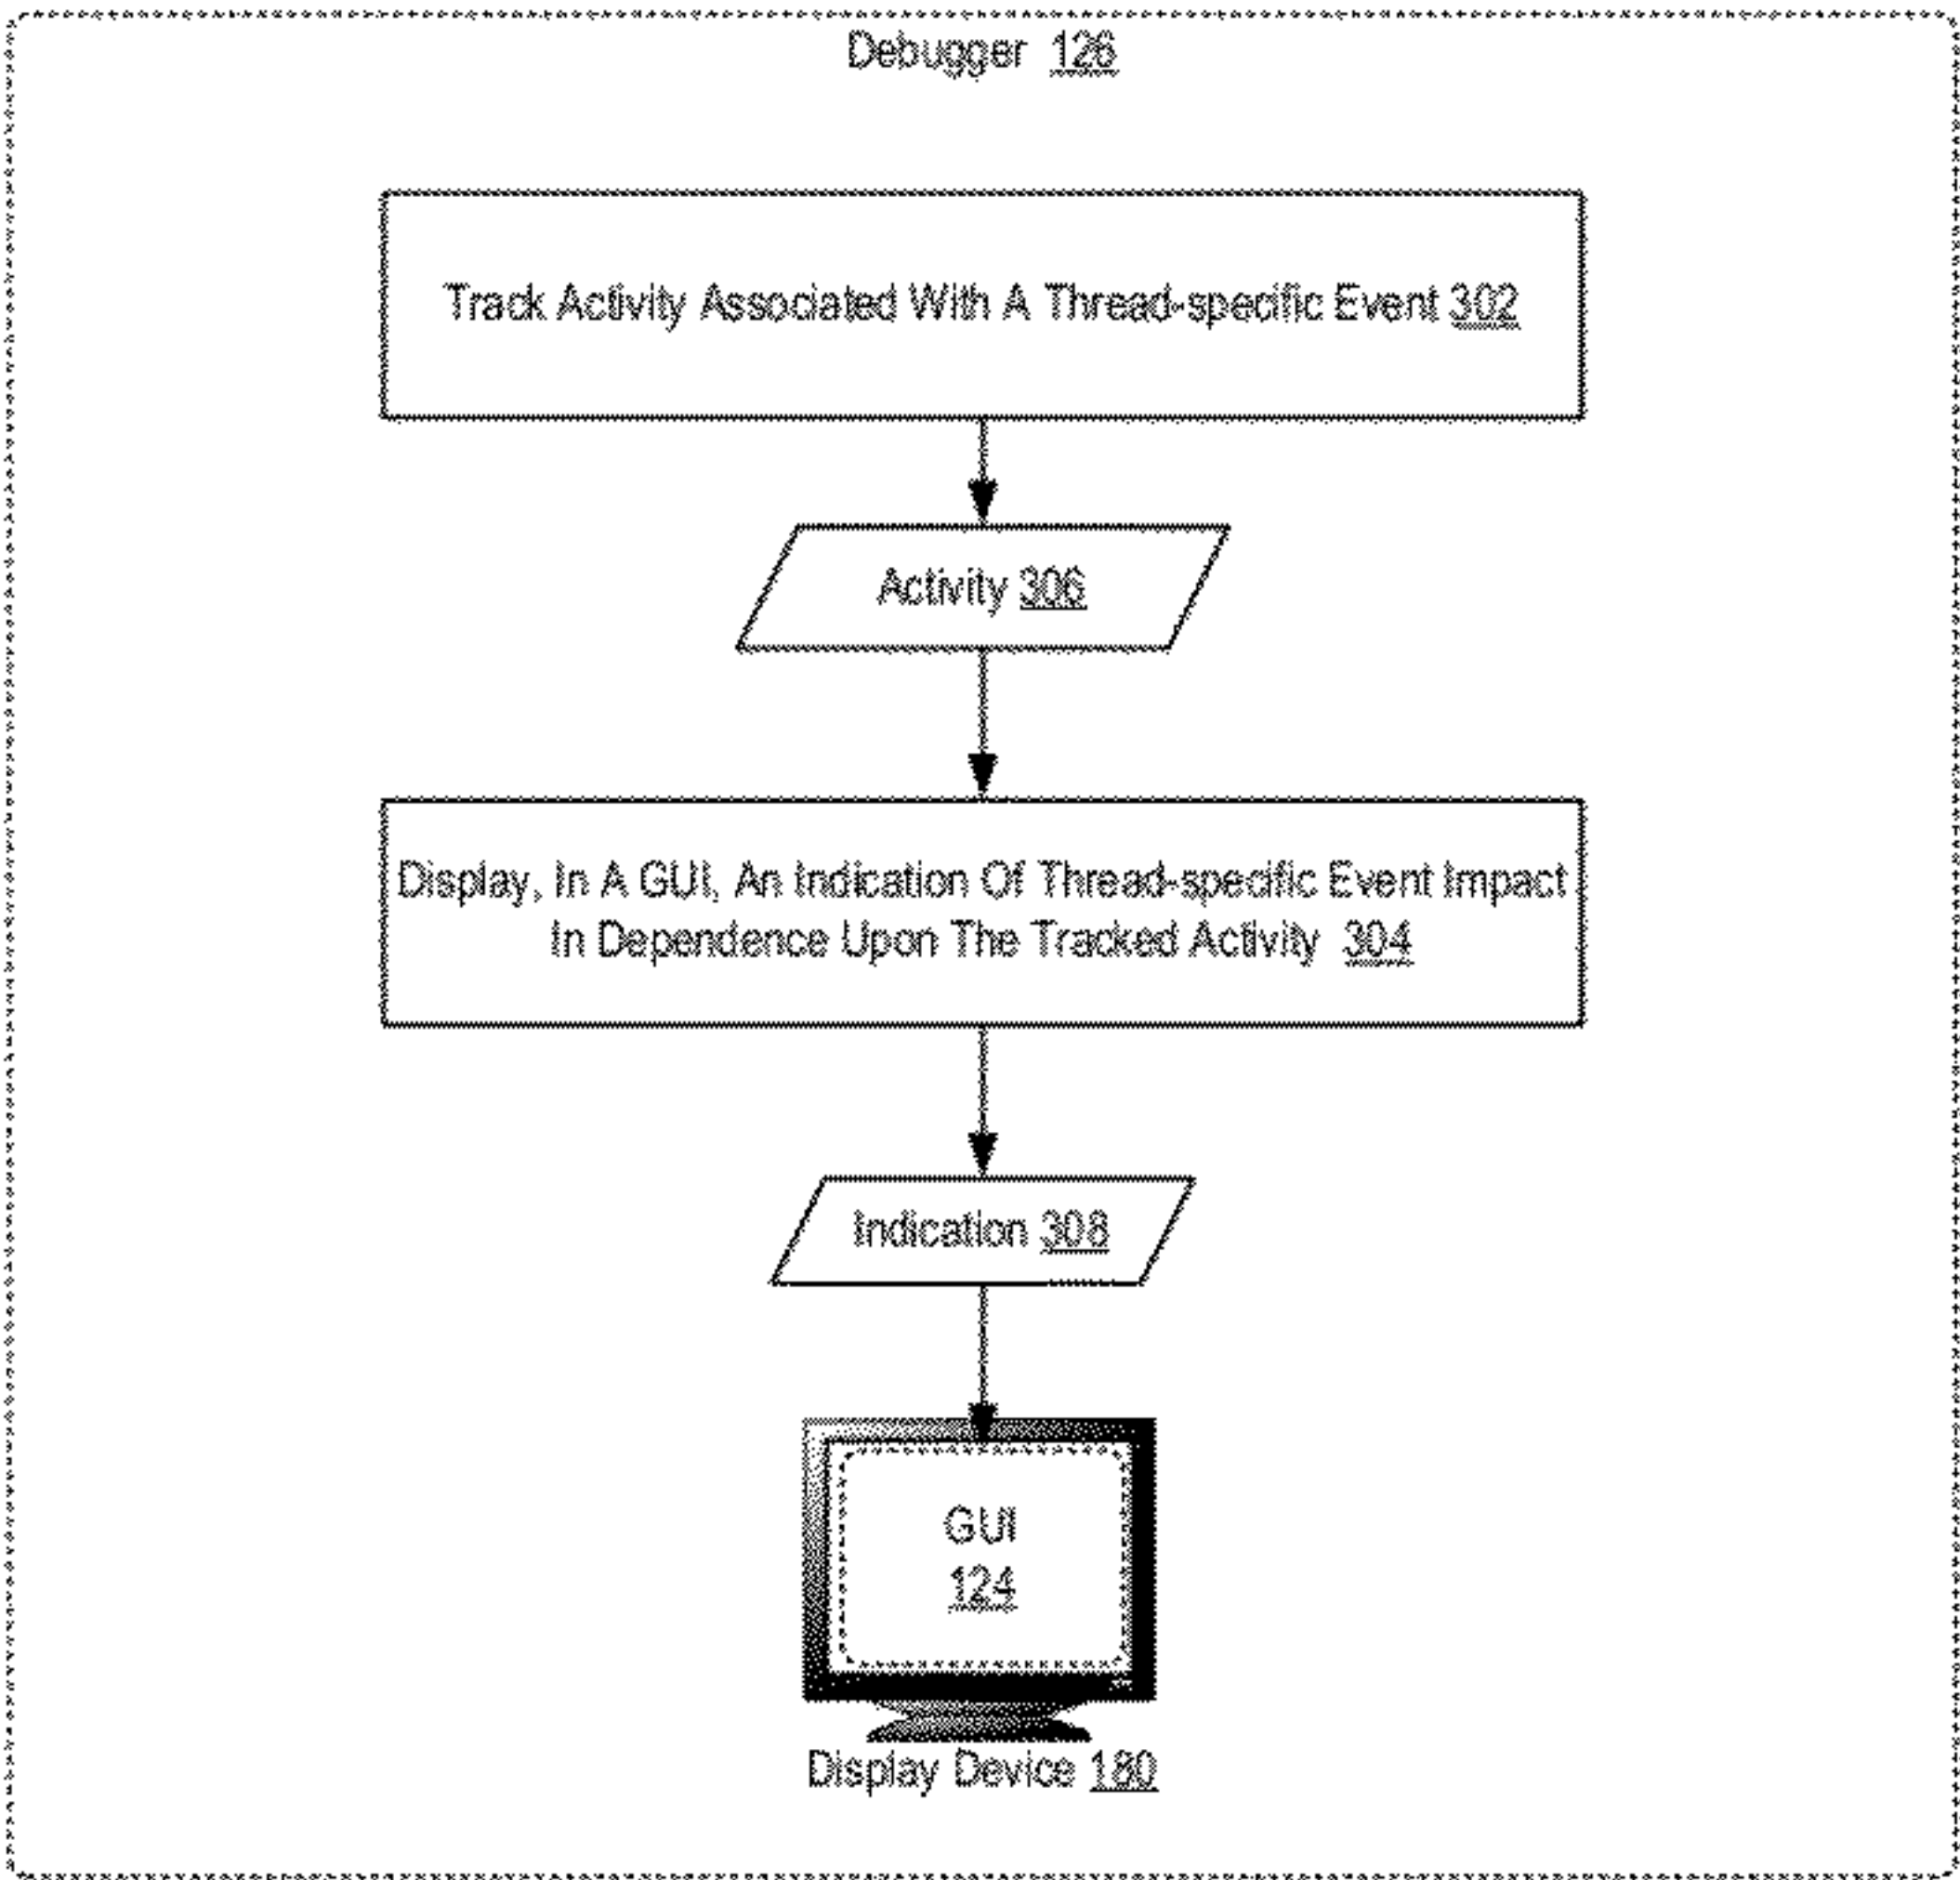 Debugger 126
Track Activity Associated With A Thread-specific Event 302
Activity 306
Display, In A GUI, An Indication Of Thread-specific Event Impact
In Dependence Upon The Tracked Activity 304
Indication 308
GUI
124
Display Device 180